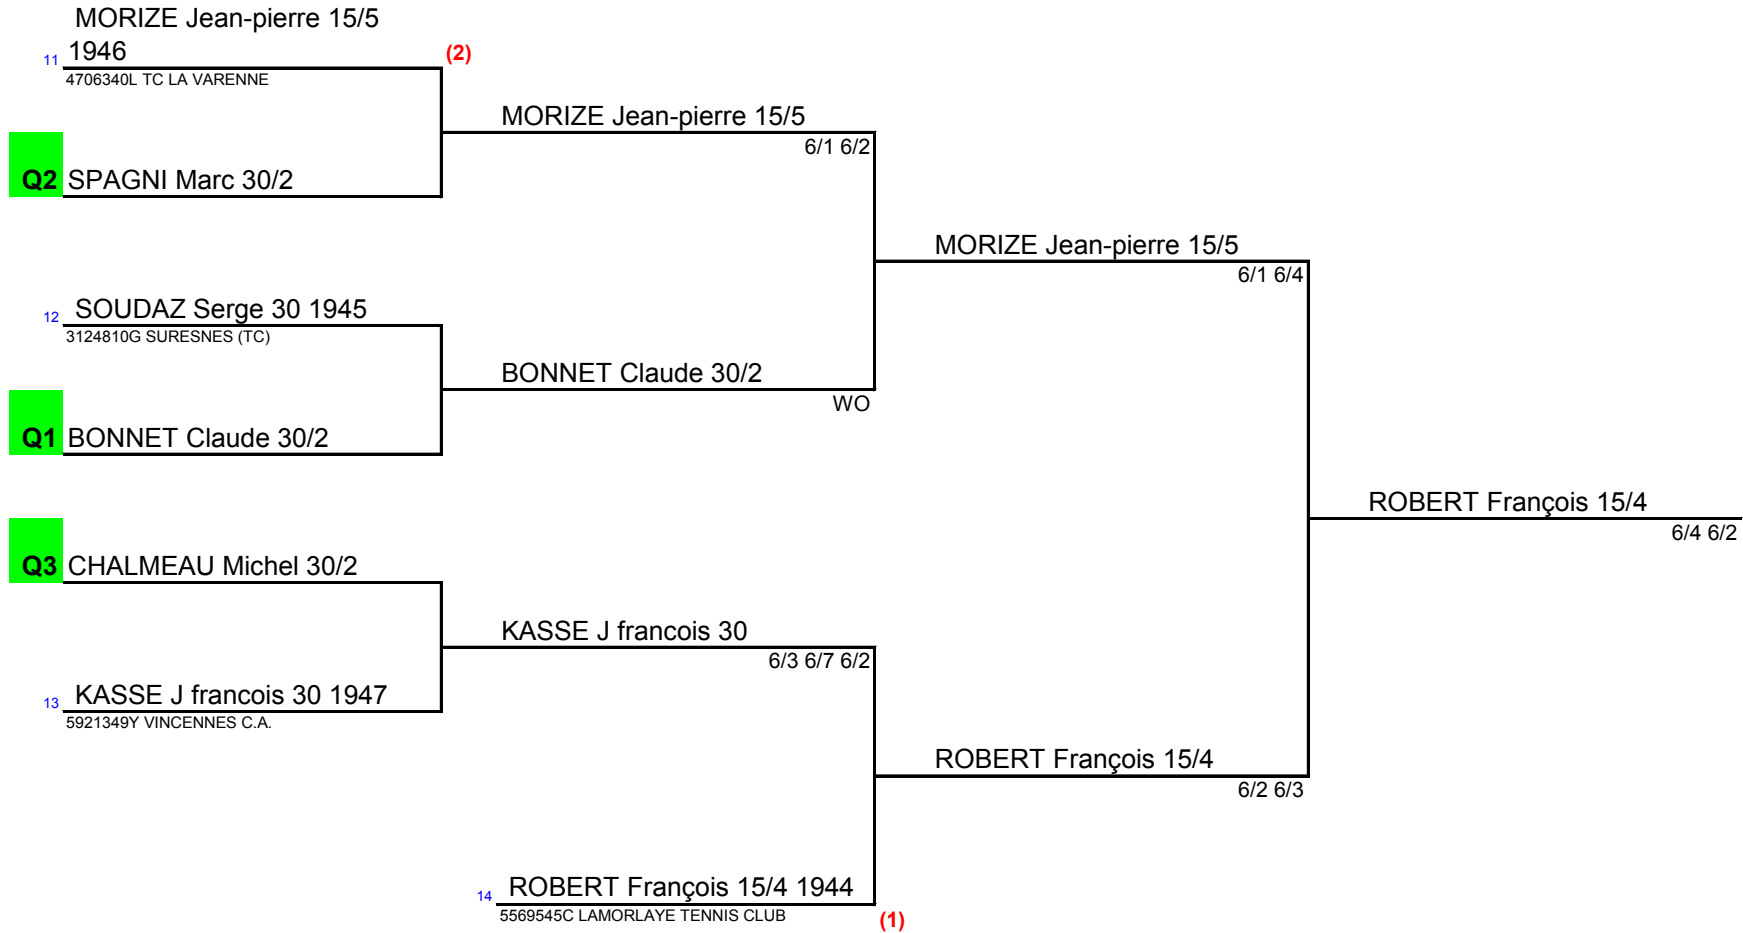 MORIZE Jean-pierre 15/5
11 1946 (2)
4706340L TC LA VARENNE
MORIZE Jean-pierre 15/5
6/1 6/2
Q2 SPAGNI Marc 30/2
MORIZE Jean-pierre 15/5
6/1 6/4
12 SOUDAZ Serge 30 1945
3124810G SURESNES (TC)
BONNET Claude 30/2
WO
Q1 BONNET Claude 30/2
ROBERT François 15/4
6/4 6/2
Q3 CHALMEAU Michel 30/2
KASSE J francois 30
6/3 6/7 6/2
13 KASSE J francois 30 1947
5921349Y VINCENNES C.A.
ROBERT François 15/4
6/2 6/3
14 ROBERT François 15/4 1944
5569545C LAMORLAYE TENNIS CLUB (1)